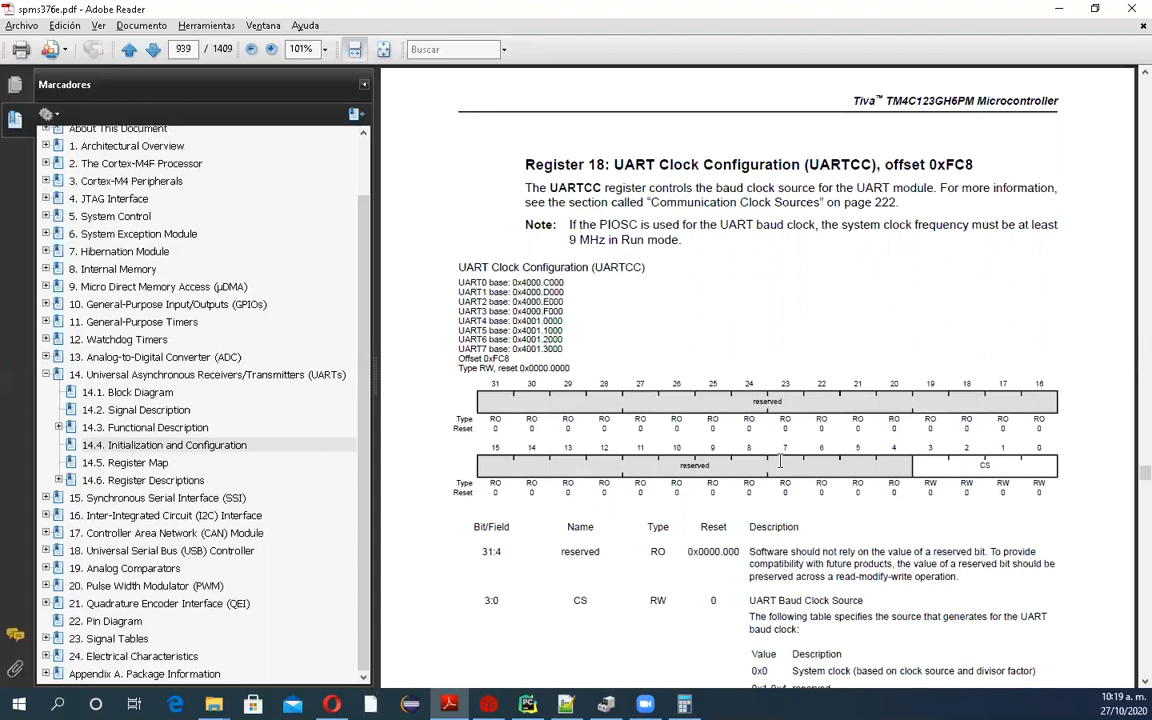 spms376e.pdf - Adobe Reader
Archivo Edición Ver Documento Herramientas Ventana Ayuda
939 / 1409 101% Buscar
Marcadores
About This Document
1. Architectural Overview
2. The Cortex-M4F Processor
3. Cortex-M4 Peripherals
4. JTAG Interface
5. System Control
6. System Exception Module
7. Hibernation Module
8. Internal Memory
9. Micro Direct Memory Access (µDMA)
10. General-Purpose Input/Outputs (GPIOs)
11. General-Purpose Timers
12. Watchdog Timers
13. Analog-to-Digital Converter (ADC)
14. Universal Asynchronous Receivers/Transmitters (UARTs)
14.1. Block Diagram
14.2. Signal Description
14.3. Functional Description
14.4. Initialization and Configuration
14.5. Register Map
14.6. Register Descriptions
15. Synchronous Serial Interface (SSI)
16. Inter-Integrated Circuit (I2C) Interface
17. Controller Area Network (CAN) Module
18. Universal Serial Bus (USB) Controller
19. Analog Comparators
20. Pulse Width Modulator (PWM)
21. Quadrature Encoder Interface (QEI)
22. Pin Diagram
23. Signal Tables
24. Electrical Characteristics
Appendix A. Package Information
Tiva™ TM4C123GH6PM Microcontroller
Register 18: UART Clock Configuration (UARTCC), offset 0xFC8
The UARTCC register controls the baud clock source for the UART module. For more information,
see the section called “Communication Clock Sources” on page 222.
Note: If the PIOSC is used for the UART baud clock, the system clock frequency must be at least
9 MHz in Run mode.
UART Clock Configuration (UARTCC)
UART0 base: 0x4000.C000
UART1 base: 0x4000.D000
UART2 base: 0x4000.E000
UART3 base: 0x4000.F000
UART4 base: 0x4001.0000
UART5 base: 0x4001.1000
UART6 base: 0x4001.2000
UART7 base: 0x4001.3000
Offset 0xFC8
Type RW, reset 0x0000.0000
31 30 29 28 27 26 25 24 23 22 21 20 19 18 17 16
reserved
Type RO RO RO RO RO RO RO RO RO RO RO RO RO RO RO RO
Reset 0 0 0 0 0 0 0 0 0 0 0 0 0 0 0 0
15 14 13 12 11 10 9 8 7 6 5 4 3 2 1 0
reserved CS
Type RO RO RO RO RO RO RO RO RO RO RO RO RW RW RW RW
Reset 0 0 0 0 0 0 0 0 0 0 0 0 0 0 0 0
Bit/Field Name Type Reset Description
31:4 reserved RO 0x0000.000 Software should not rely on the value of a reserved bit. To provide
compatibility with future products, the value of a reserved bit should be
preserved across a read-modify-write operation.
3:0 CS RW 0 UART Baud Clock Source
The following table specifies the source that generates for the UART
baud clock:
Value Description
0x0 System clock (based on clock source and divisor factor)
0x1-0x4 reserved
10:19 a. m.
27/10/2020